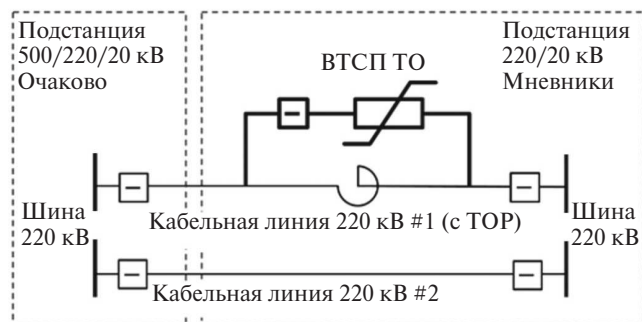 Подстанция
500/220/20 кВ
Очаково
Подстанция
220/20 кВ
Мневники
ВТСП ТО
Шина
220 кВ
Кабельная линия 220 кВ #1 (с ТОР)
Шина
220 кВ
Кабельная линия 220 кВ #2